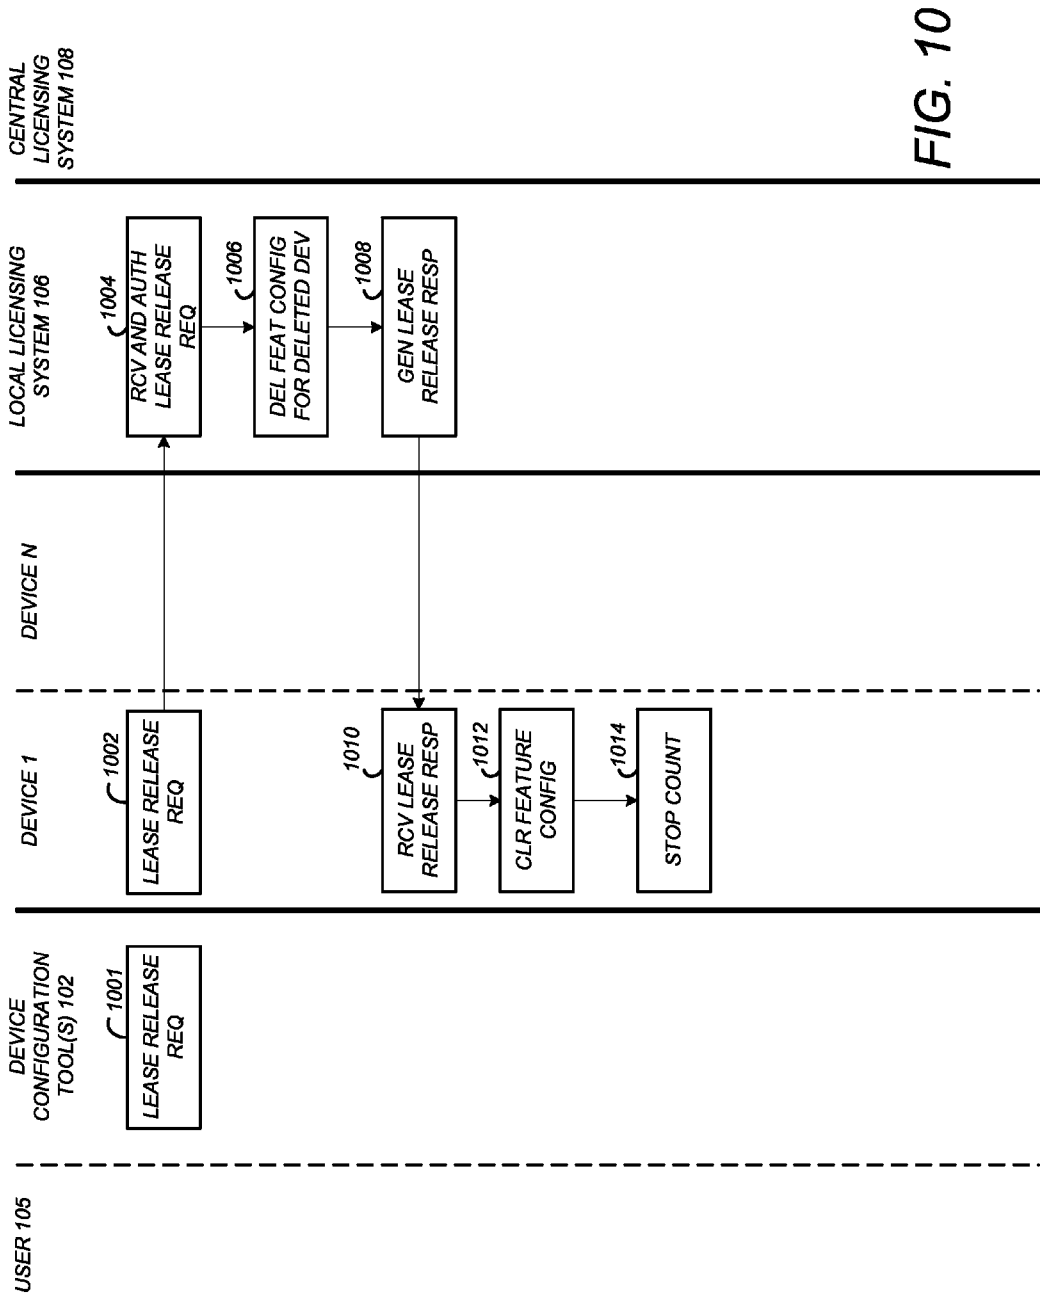 USER 105
DEVICE
CONFIGURATION
TOOL(S) 102
DEVICE 1
DEVICE N
LOCAL LICENSING
SYSTEM 106
CENTRAL
LICENSING
SYSTEM 108
1001
LEASE RELEASE
REQ
1002
LEASE RELEASE
REQ
1004
RCV AND AUTH
LEASE RELEASE
REQ
1006
DEL FEAT CONFIG
FOR DELETED DEV
1008
GEN LEASE
RELEASE RESP
1010
RCV LEASE
RELEASE RESP
1012
CLR FEATURE
CONFIG
1014
STOP COUNT
FIG. 10